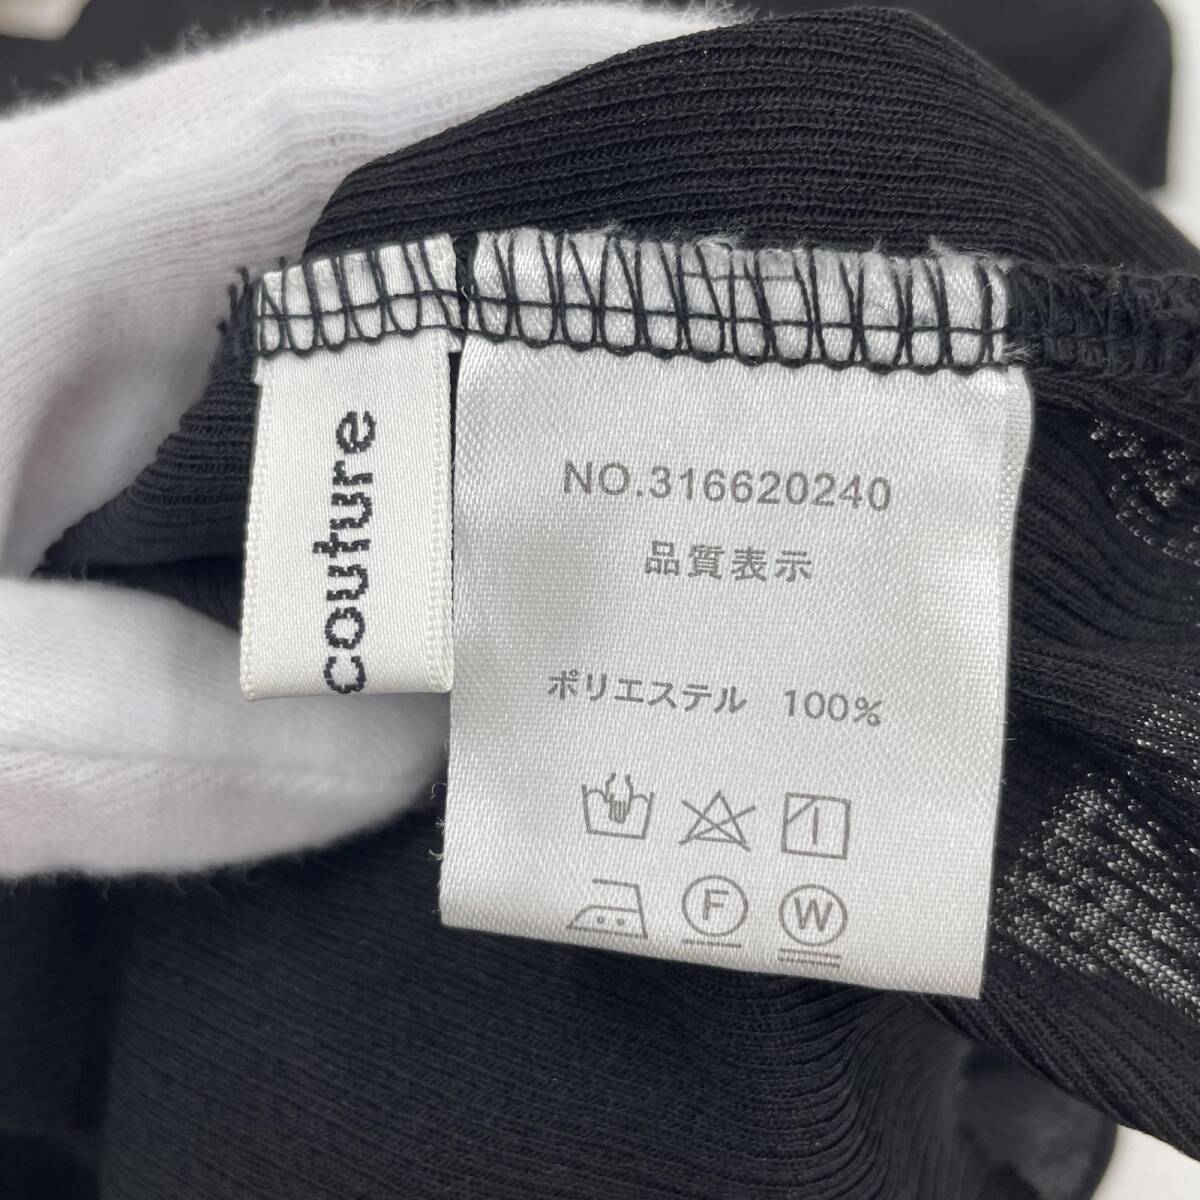 couture
NO.316620240
品質表示
ポリエステル 100%
F W